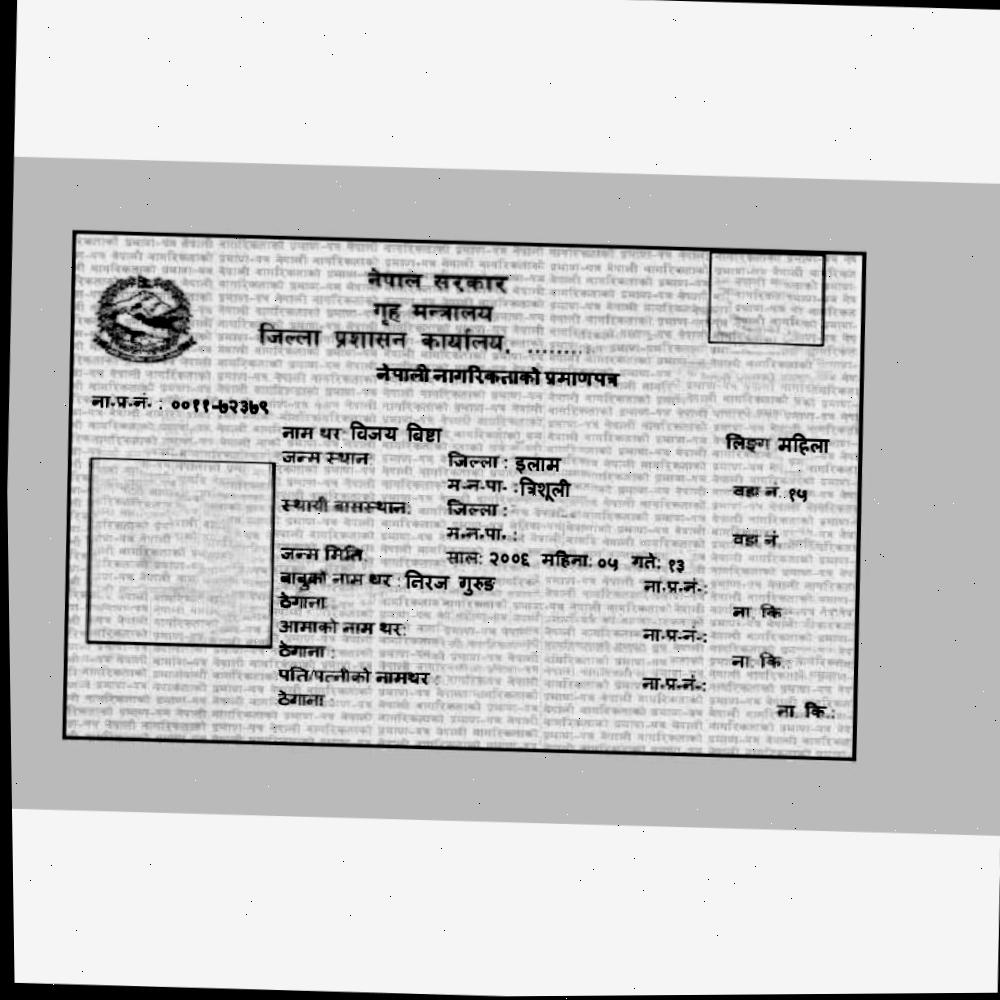 नेपाल सरकार
गृह मन्त्रालय
जिल्ला प्रशासन कार्यालय, ........
नेपाली नागरिकताको प्रमाणपत्र
ना.प्र.नं. : ००११-७२३७९
नाम थर विजय बिष्टा लिङ्ग महिला
जन्म स्थान जिल्ला : इलाम
म.न.पा. : त्रिशूली वडा नं. १५
स्थायी बासस्थान: जिल्ला :
म.न.पा. : वडा नं.
जन्म मिति साल: २००६ महिना: ०५ गते: १३
बाबुको नाम थर : निरज गुरुङ ना.प्र.नं.:
ठेगाना ना. कि.
आमाको नाम थर: ना.प्र.नं.:
ठेगाना : ना. कि.:
पति/पत्नीको नामथर : ना.प्र.नं.:
ठेगाना : ना. कि.: